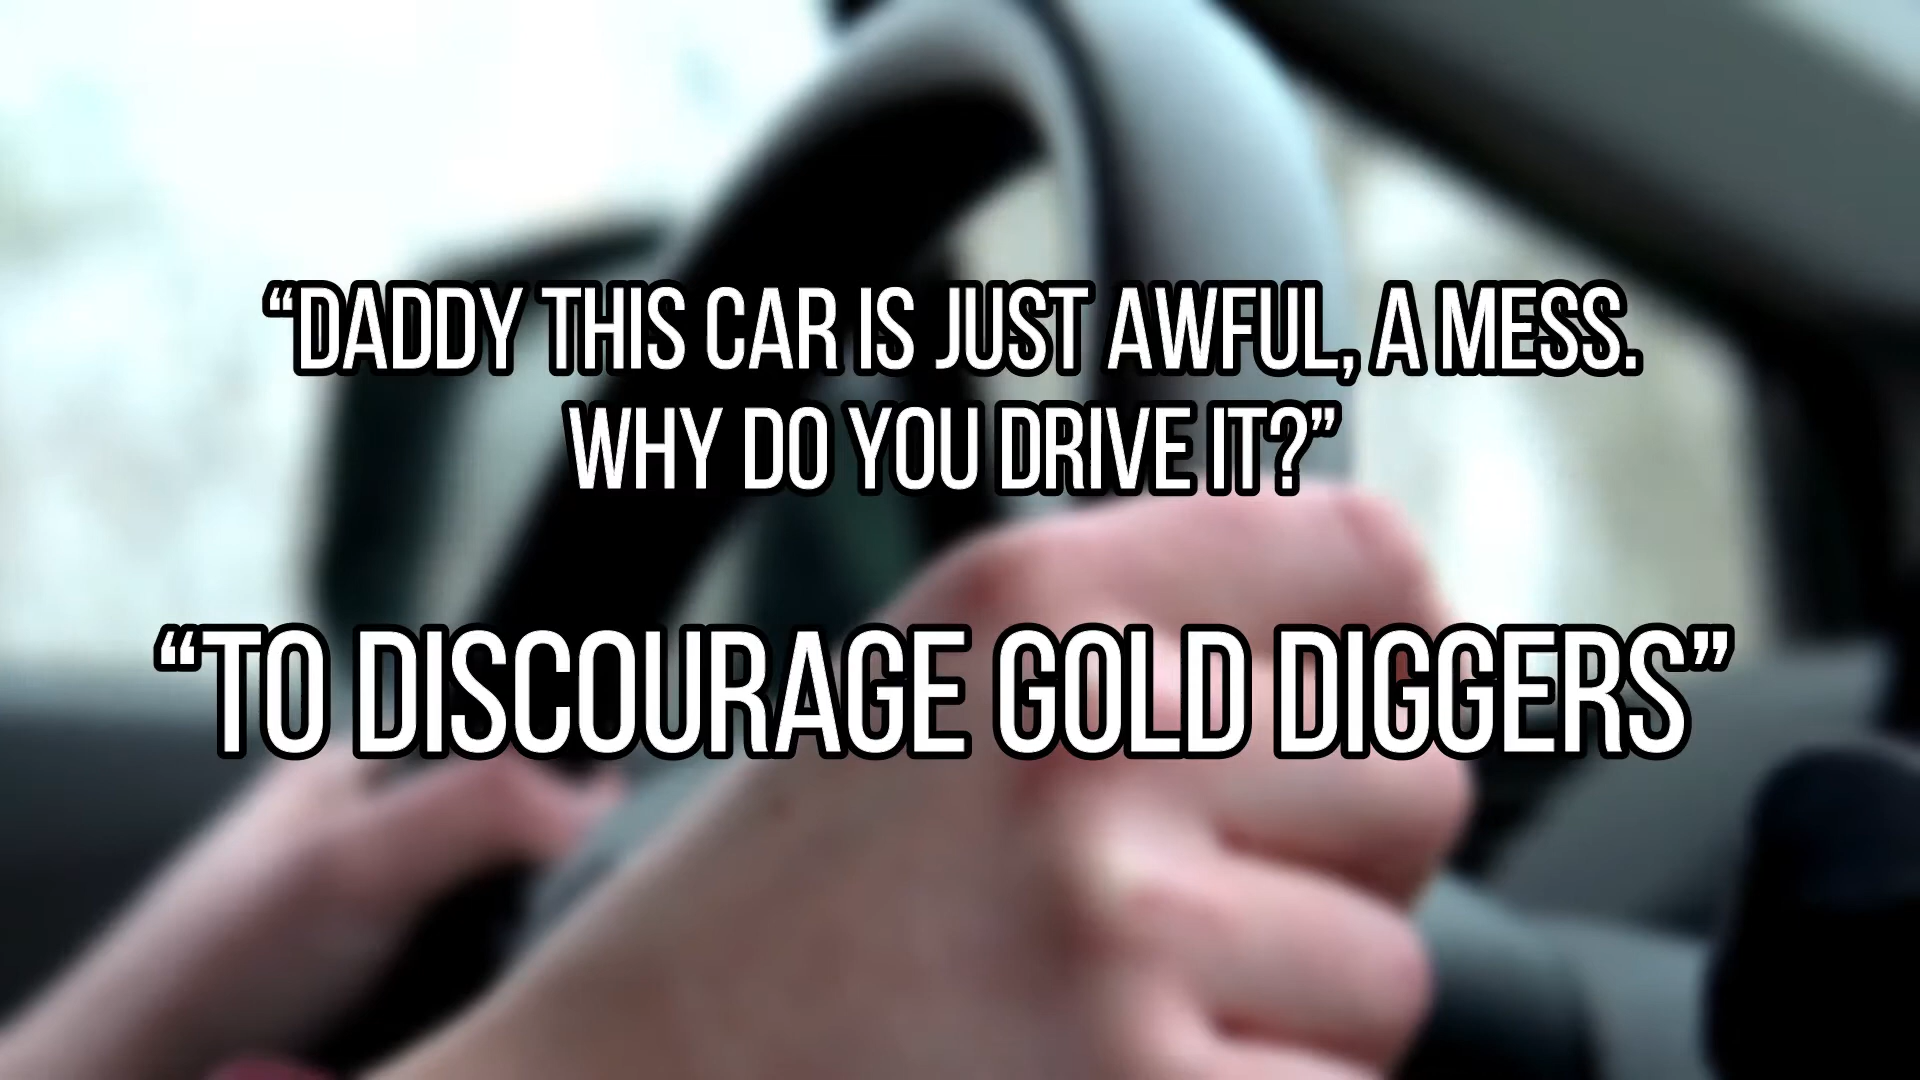 “DADDY THIS CAR IS JUST AWFUL, A MESS.
WHY DO YOU DRIVE IT?”
“TO DISCOURAGE GOLD DIGGERS”